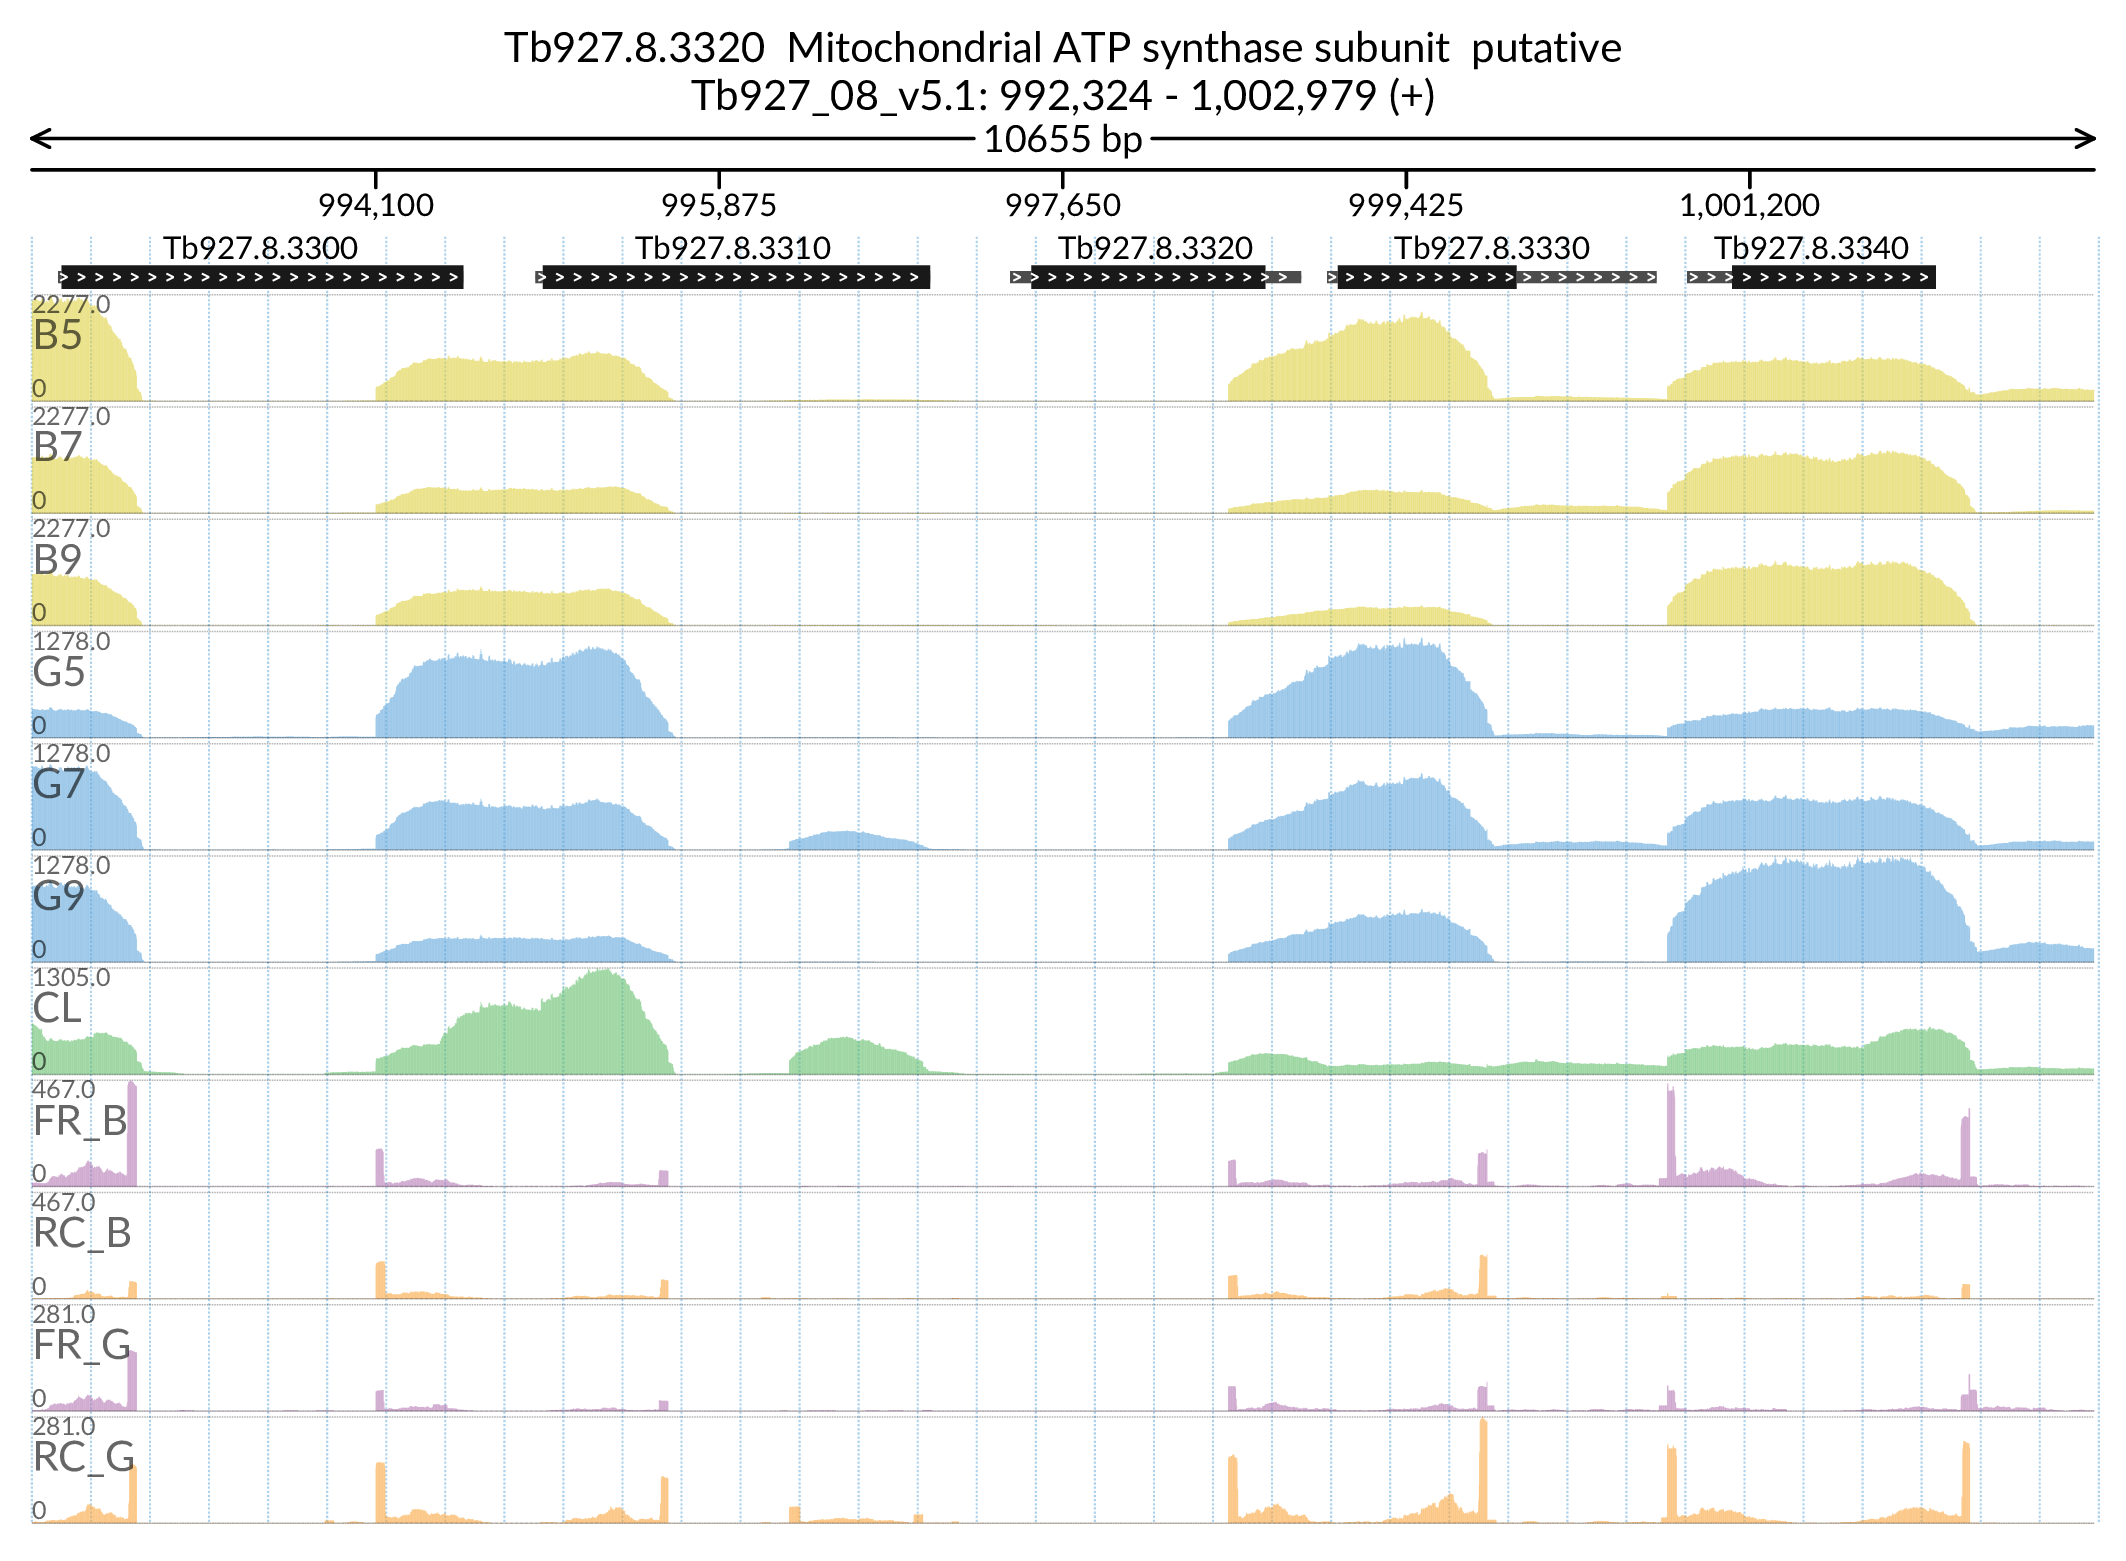 Tb927.8.3320  Mitochondrial ATP synthase subunit  putative
Tb927_08_v5.1: 992,324 - 1,002,979 (+)
10655 bp
994,100 995,875 997,650 999,425 1,001,200
Tb927.8.3300 Tb927.8.3310 Tb927.8.3320 Tb927.8.3330 Tb927.8.3340
2277.0
B5
0
2277.0
B7
0
2277.0
B9
0
1278.0
G5
0
1278.0
G7
0
1278.0
G9
0
1305.0
CL
0
467.0
FR_B
0
467.0
RC_B
0
281.0
FR_G
0
281.0
RC_G
0